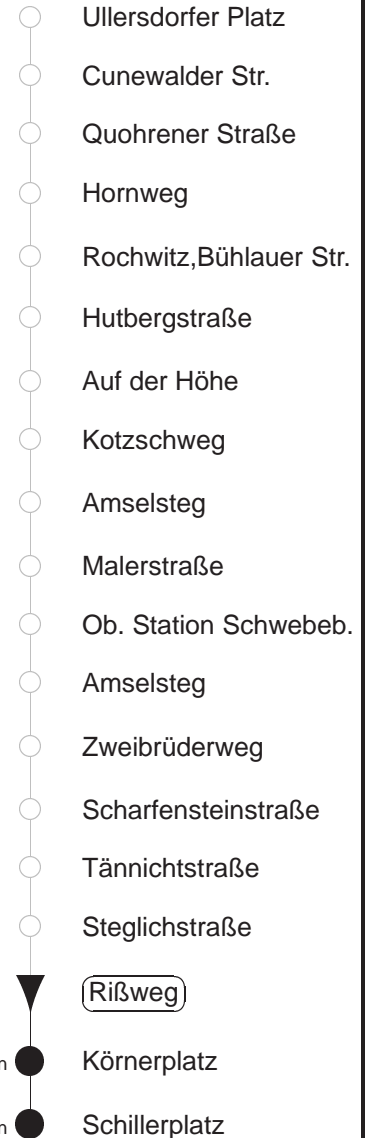 Ullersdorfer Platz
Cunewalder Str.
Quohrener Straße
Hornweg
Rochwitz,Bühlauer Str.
Hutbergstraße
Auf der Höhe
Kotzschweg
Amselsteg
Malerstraße
Ob. Station Schwebeb.
Amselsteg
Zweibrüderweg
Scharfensteinstraße
Tännichtstraße
Steglichstraße
Rißweg
Körnerplatz
Schillerplatz